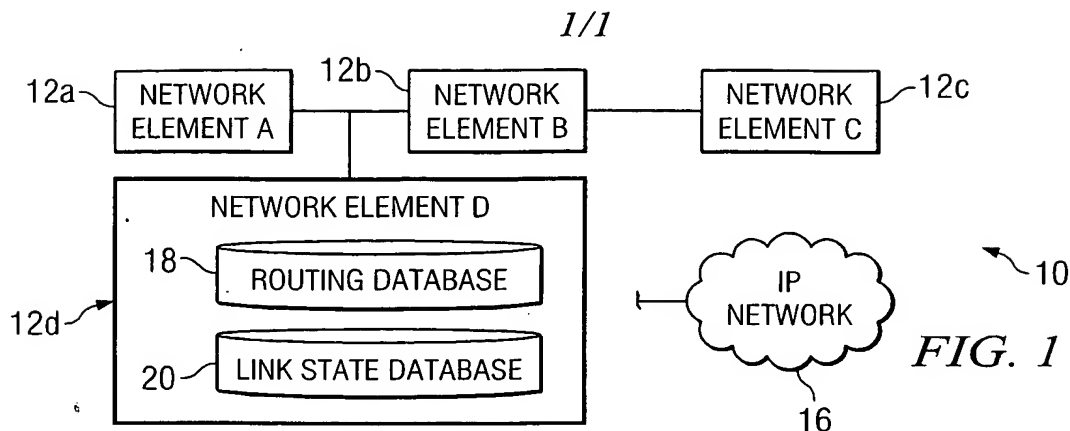 1/1
12a
NETWORK
ELEMENT A
12b
NETWORK
ELEMENT B
NETWORK
ELEMENT C
12c
NETWORK ELEMENT D
18
ROUTING DATABASE
12d
20
LINK STATE DATABASE
IP
NETWORK
16
10
FIG. 1